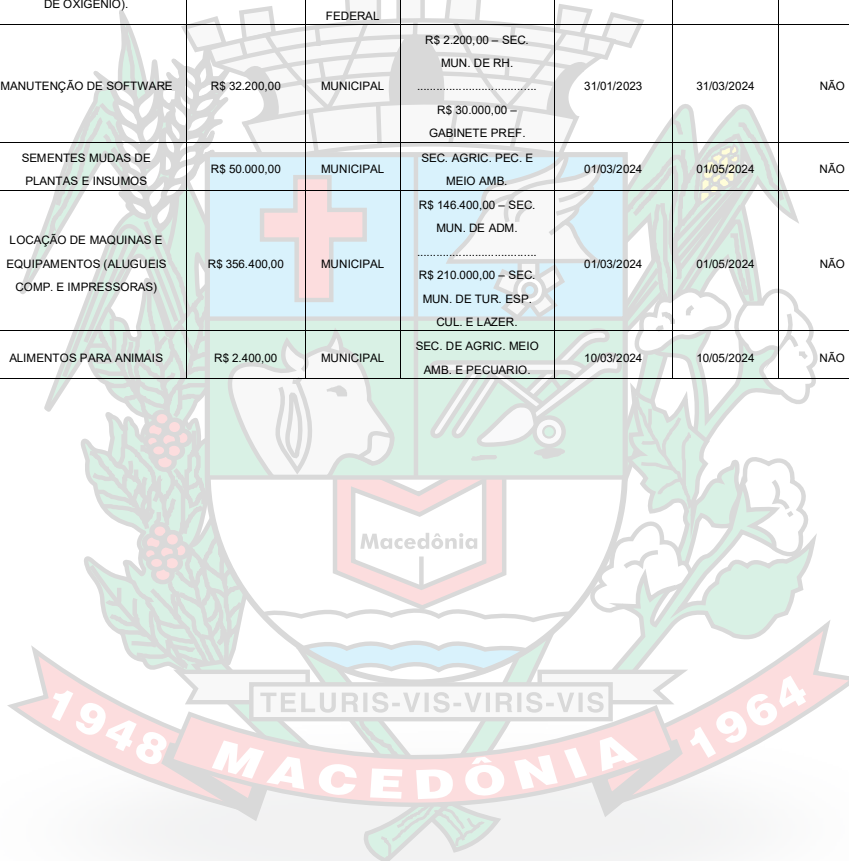 DE OXIGÊNIO).
FEDERAL
MANUTENÇÃO DE SOFTWARE
R$ 32.200,00
MUNICIPAL
R$ 2.200,00 – SEC.
MUN. DE RH.
....................................
R$ 30.000,00 –
GABINETE PREF.
31/01/2023
31/03/2024
NÃO
SEMENTES MUDAS DE
PLANTAS E INSUMOS
R$ 50.000,00
MUNICIPAL
SEC. AGRIC. PEC. E
MEIO AMB.
01/03/2024
01/05/2024
NÃO
LOCAÇÃO DE MAQUINAS E
EQUIPAMENTOS (ALUGUEIS
COMP. E IMPRESSORAS)
R$ 356.400,00
MUNICIPAL
R$ 146.400,00 – SEC.
MUN. DE ADM.
....................................
R$ 210.000,00 – SEC.
MUN. DE TUR. ESP.
CUL. E LAZER.
01/03/2024
01/05/2024
NÃO
ALIMENTOS PARA ANIMAIS
R$ 2.400,00
MUNICIPAL
SEC. DE AGRIC. MEIO
AMB. E PECUARIO.
10/03/2024
10/05/2024
NÃO
Macedônia
TELURIS-VIS-VIRIS-VIS
1948 MACEDÔNIA 1964